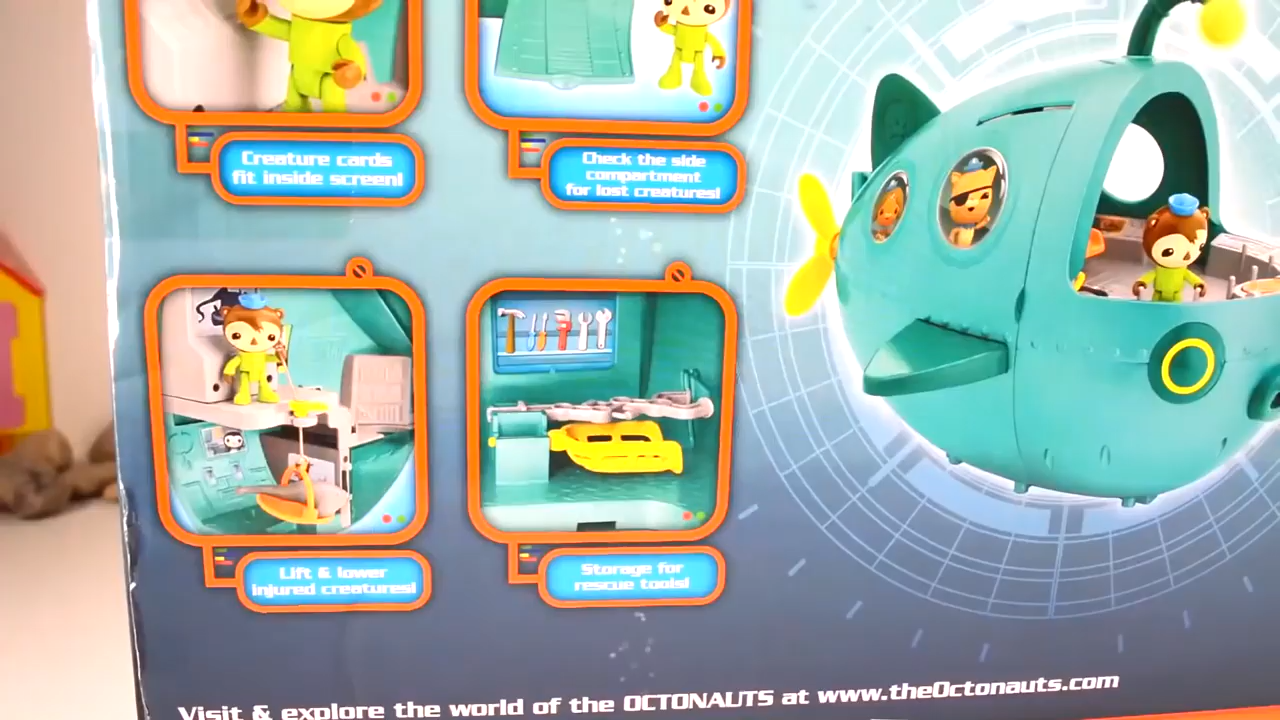 Creature cards
fit inside screen!
Check the side
compartment
for lost creatures!
Lift & lower
injured creatures!
Storage for
rescue tools!
Visit & explore the world of the OCTONAUTS at www.theOctonauts.com